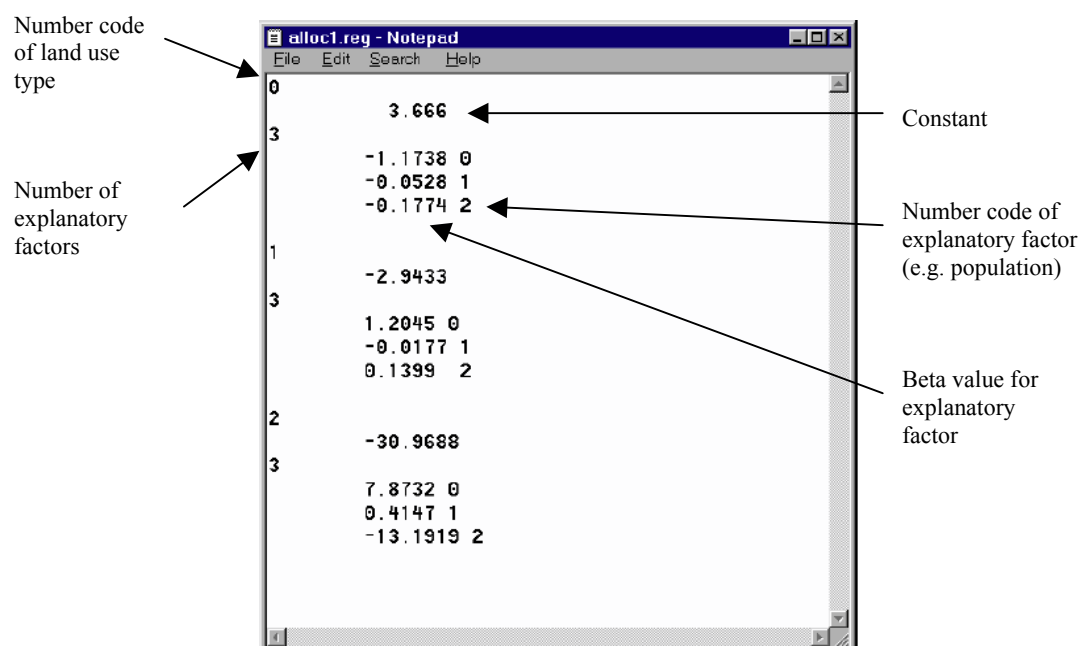 Number code
of land use
type
Number of
explanatory
factors
alloc1.reg - Notepad
File Edit Search Help
0
3.666
3
-1.1738 0
-0.0528 1
-0.1774 2
1
-2.9433
3
1.2045 0
-0.0177 1
0.1399 2
2
-30.9688
3
7.8732 0
0.4147 1
-13.1919 2
Constant
Number code of
explanatory factor
(e.g. population)
Beta value for
explanatory
factor